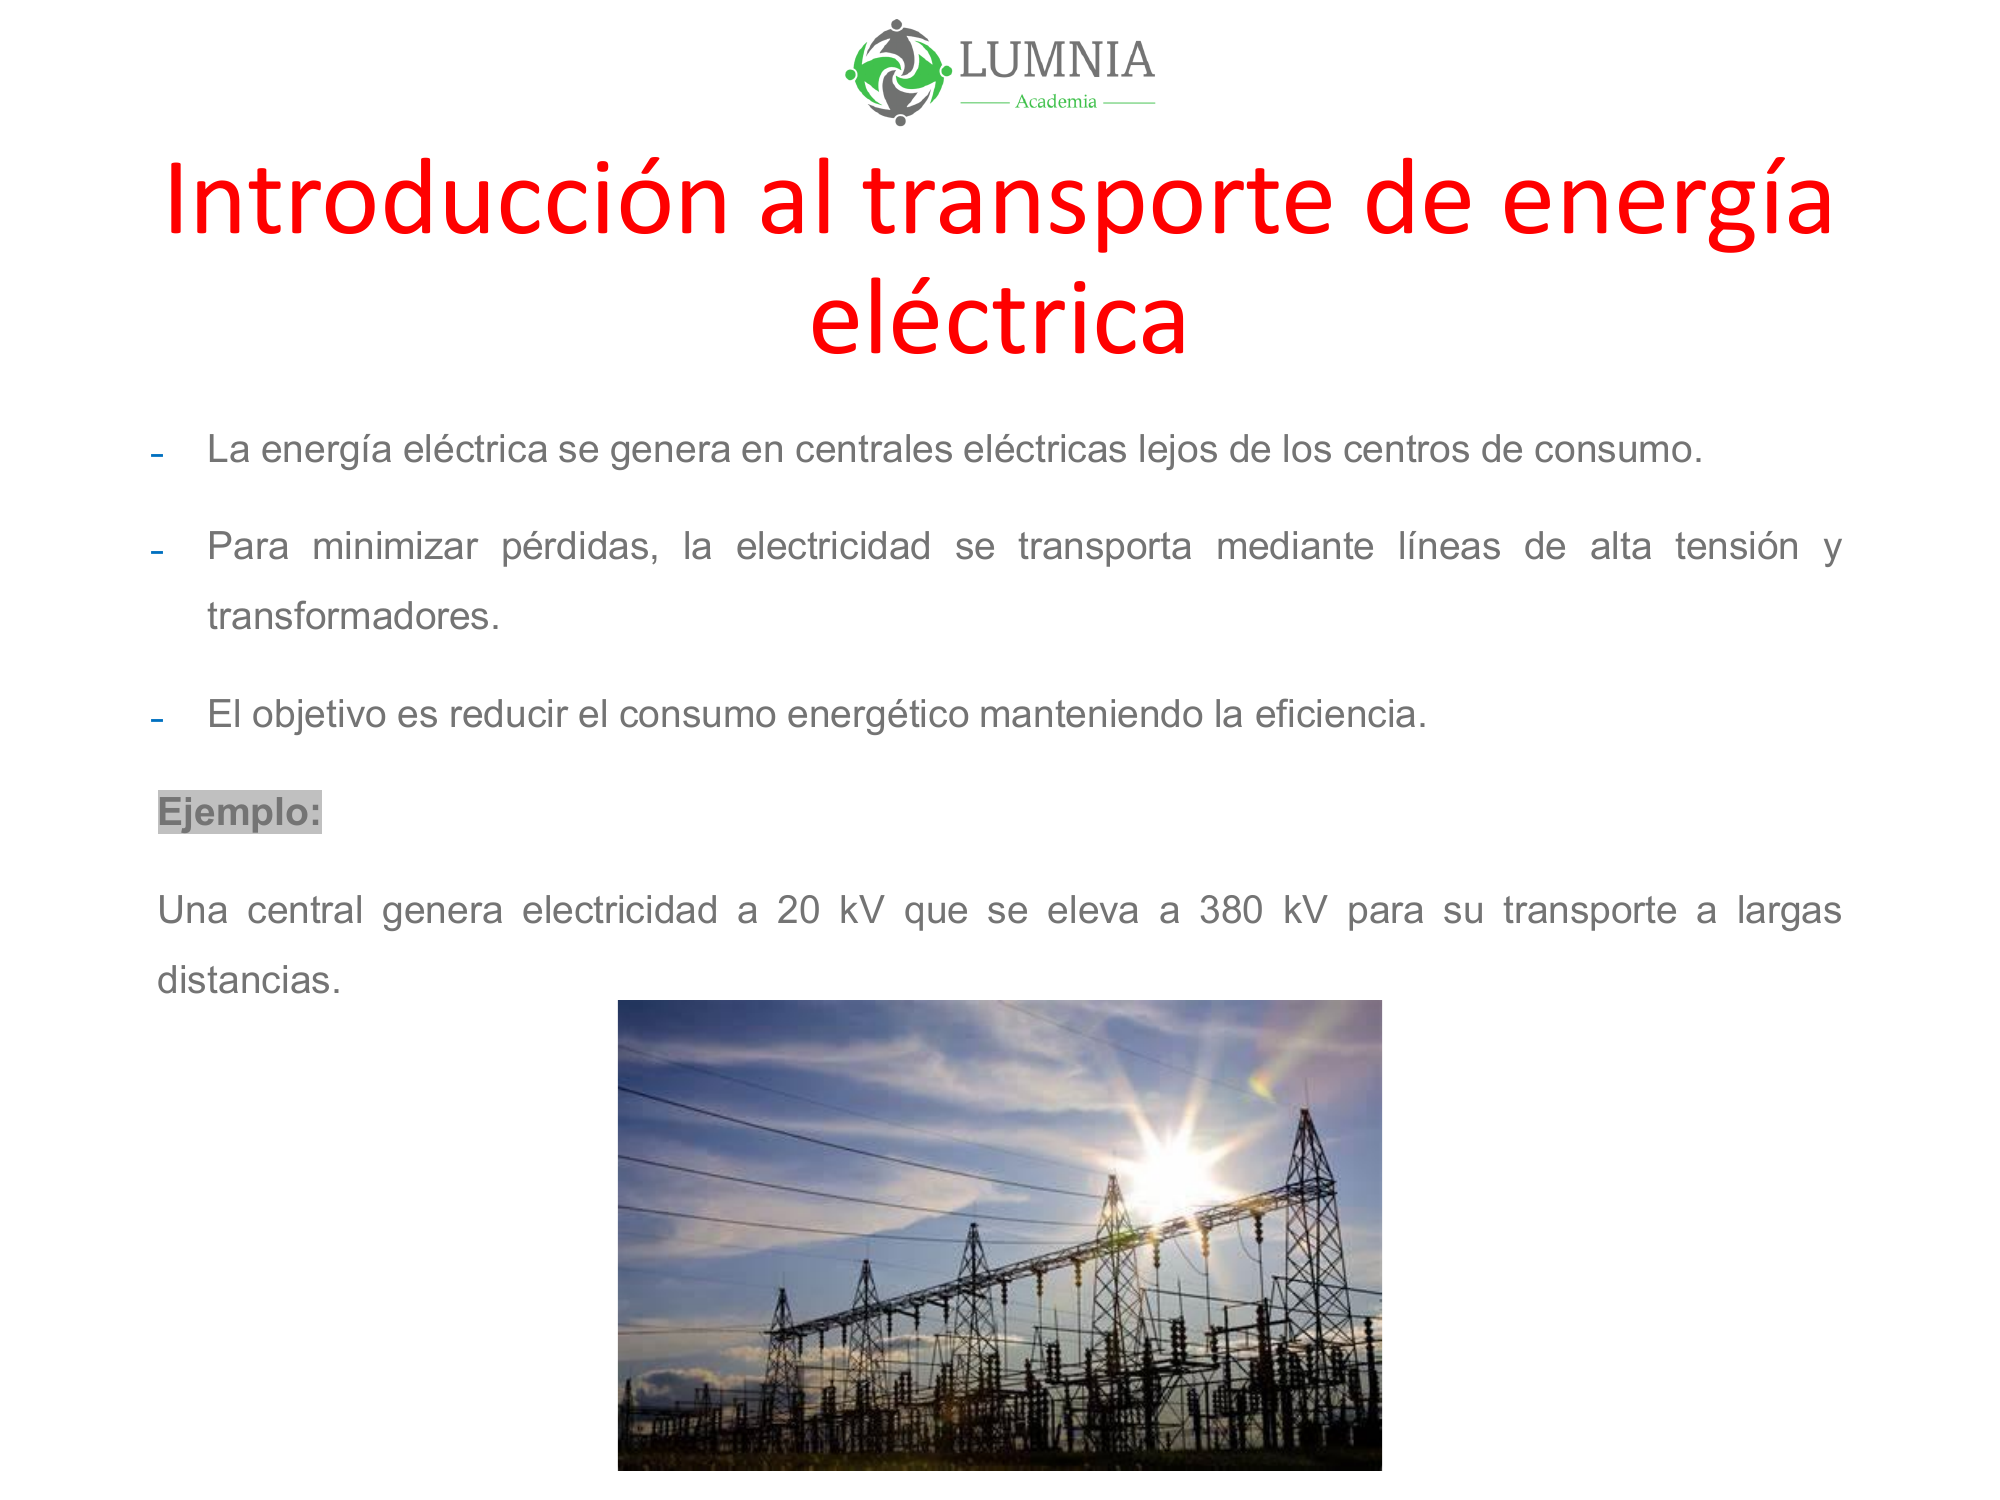 LUMNIA
Academia
Introducción al transporte de energía
eléctrica
- La energía eléctrica se genera en centrales eléctricas lejos de los centros de consumo.
- Para minimizar pérdidas, la electricidad se transporta mediante líneas de alta tensión y
transformadores.
- El objetivo es reducir el consumo energético manteniendo la eficiencia.
Ejemplo:
Una central genera electricidad a 20 kV que se eleva a 380 kV para su transporte a largas
distancias.